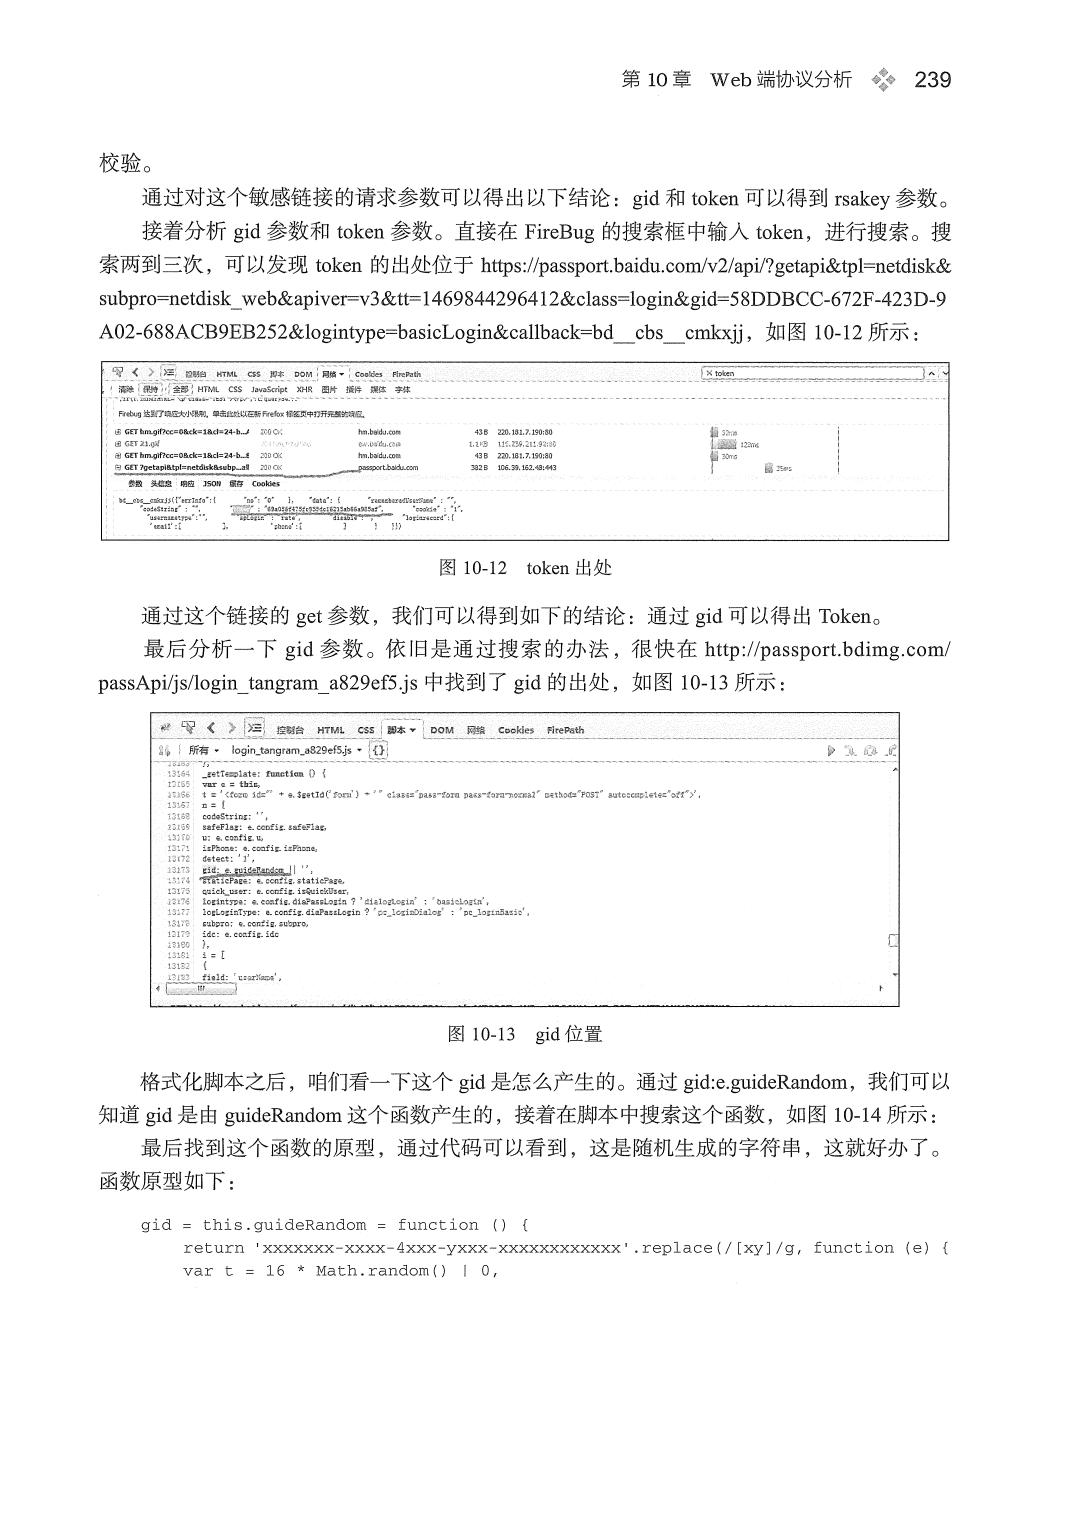 第 10 章 Web 端协议分析 239
校验。
通过对这个敏感链接的请求参数可以得出以下结论：gid 和 token 可以得到 rsakey 参数。
接着分析 gid 参数和 token 参数。直接在 FireBug 的搜索框中输入 token，进行搜索。搜
索两到三次，可以发现 token 的出处位于 https://passport.baidu.com/v2/api/?getapi&tpl=netdisk&
subpro=netdisk_web&apiver=v3&tt=1469844296412&class=login&gid=58DDBCC-672F-423D-9
A02-688ACB9EB252&logintype=basicLogin&callback=bd__cbs__cmkxjj，如图 10-12 所示：
控制台 HTML CSS 脚本 DOM 网络 Cookies FirePath token
清除 保持 全部 HTML CSS JavaScript XHR 图片 插件 媒体 字体
Firebug 达到了响应大小限制。单击此处以在新 Firefox 标签页中打开完整的响应。
GET hm.gif?cc=0&ck=1&cl=24-b... 200 OK hm.baidu.com 43 B 220.181.7.190:80
GET 21.gif 1.1 KB 122ms
GET hm.gif?cc=0&ck=1&cl=24-b... 200 OK hm.baidu.com 43 B 220.181.7.190:80 30ms
GET ?getapi&tpl=netdisk&subp...all 200 OK passport.baidu.com 382 B 106.39.162.48:443 25ms
参数 头信息 响应 JSON 缓存 Cookies
bd__cbs__cmkxjj({"errInfo":{ "no": "0" }, "data": { "rememberedUserName" : "",
"codeString" : "", "cookie" : "1",
"usernametype":"", "spLogin" : "rate", "disable" : "", "loginrecord":{
'email':[ ], 'phone':[ ] } }})
图 10-12 token 出处
通过这个链接的 get 参数，我们可以得到如下的结论：通过 gid 可以得出 Token。
最后分析一下 gid 参数。依旧是通过搜索的办法，很快在 http://passport.bdimg.com/
passApi/js/login_tangram_a829ef5.js 中找到了 gid 的出处，如图 10-13 所示：
控制台 HTML CSS 脚本 DOM 网络 Cookies FirePath
所有 login_tangram_a829ef5.js {}
13164 _getTemplate: function () {
13165 var e = this,
13166 t = '<form id="' + e.$getId('form') + '" class="pass-form pass-form-normal" method="POST" autocomplete="off">',
13167 n = {
13168 codeString: '',
13169 safeFlag: e.config.safeFlag,
13170 u: e.config.u,
13171 isPhone: e.config.isPhone,
13172 detect: '1',
13173 gid: e.guideRandom || '',
13174 staticPage: e.config.staticPage,
13175 quick_user: e.config.isQuickUser,
13176 logintype: e.config.diaPassLogin ? 'dialogLogin' : 'basicLogin',
13177 logLoginType: e.config.diaPassLogin ? 'pc_loginDialog' : 'pc_loginBasic',
13178 subpro: e.config.subpro,
13179 idc: e.config.idc
13180 },
13181 i = [
13182 {
13183 field: 'userName',
图 10-13 gid 位置
格式化脚本之后，咱们看一下这个 gid 是怎么产生的。通过 gid:e.guideRandom，我们可以
知道 gid 是由 guideRandom 这个函数产生的，接着在脚本中搜索这个函数，如图 10-14 所示：
最后找到这个函数的原型，通过代码可以看到，这是随机生成的字符串，这就好办了。
函数原型如下：
gid = this.guideRandom = function () {
return 'xxxxxxx-xxxx-4xxx-yxxx-xxxxxxxxxxxx'.replace(/[xy]/g, function (e) {
var t = 16 * Math.random() | 0,